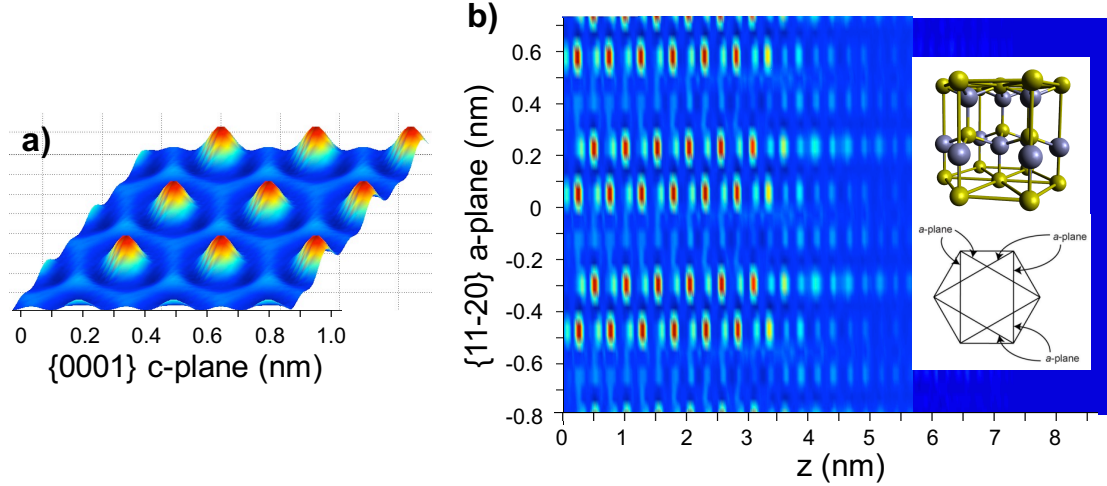 a)
0 0.2 0.4 0.6 0.8 1.0
{0001} c-plane (nm)
b)
{11-20} a-plane (nm)
0.6
0.4
0.2
0
-0.2
-0.4
-0.6
-0.8
0 1 2 3 4 5 6 7 8
z (nm)
a-plane
a-plane
a-plane
a-plane